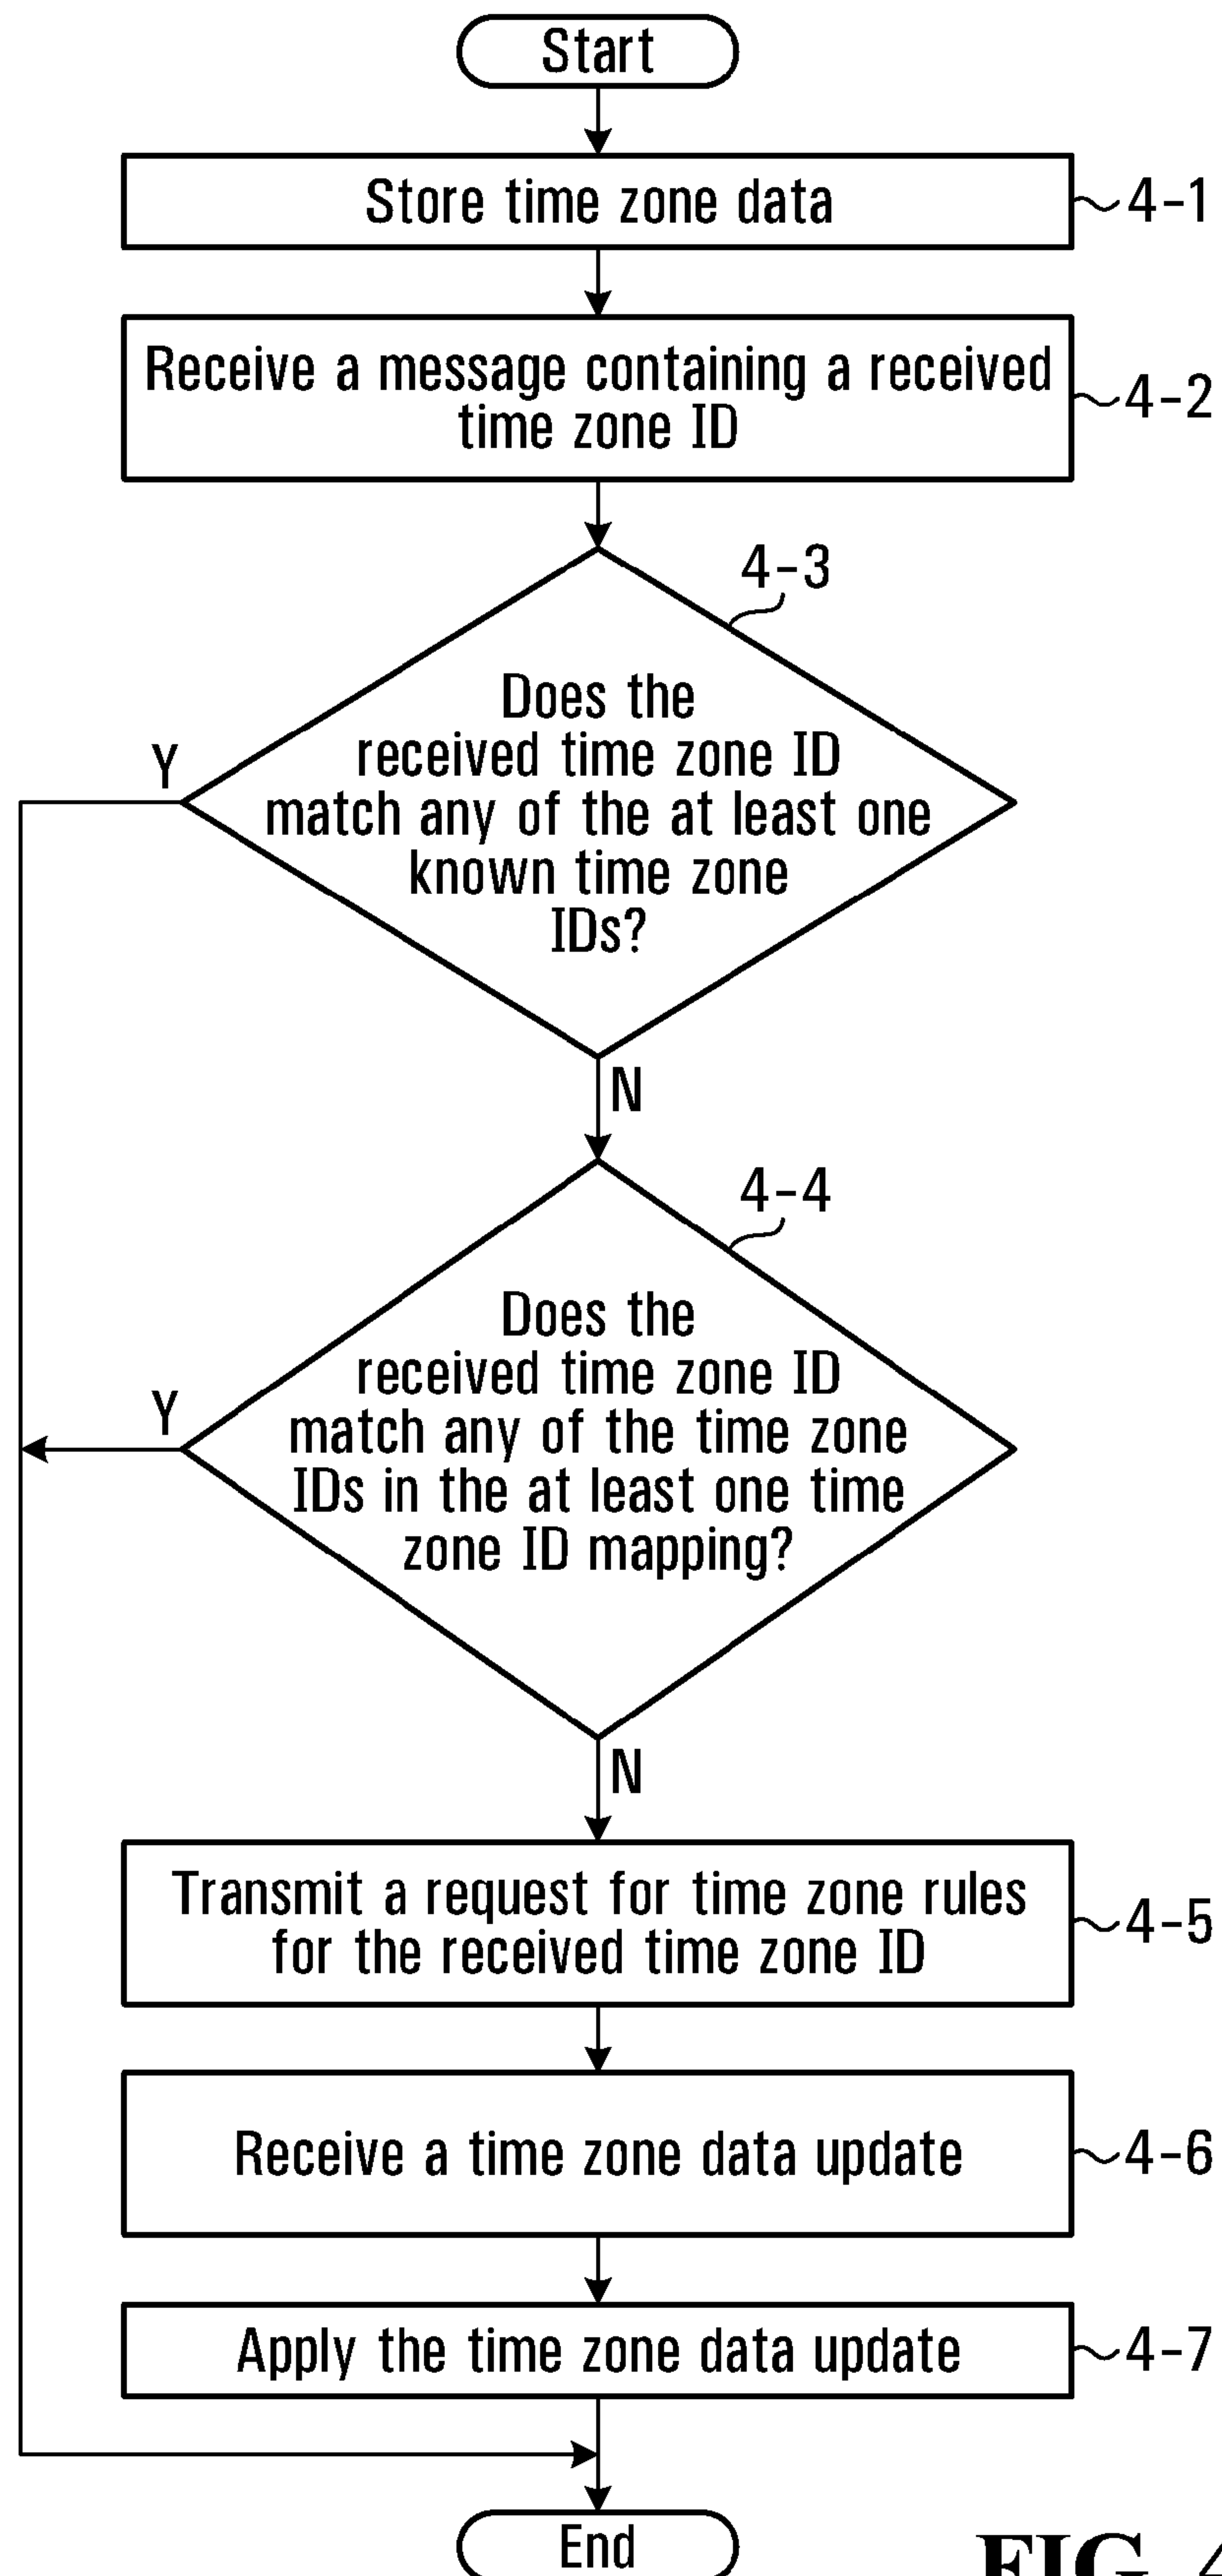 Start
Store time zone data
4-1
Receive a message containing a received
time zone ID
4-2
4-3
Does the
received time zone ID
match any of the at least one
known time zone
IDs?
Y
N
4-4
Does the
received time zone ID
match any of the time zone
IDs in the at least one time
zone ID mapping?
Y
N
Transmit a request for time zone rules
for the received time zone ID
4-5
Receive a time zone data update
4-6
Apply the time zone data update
4-7
End
FIG. 4